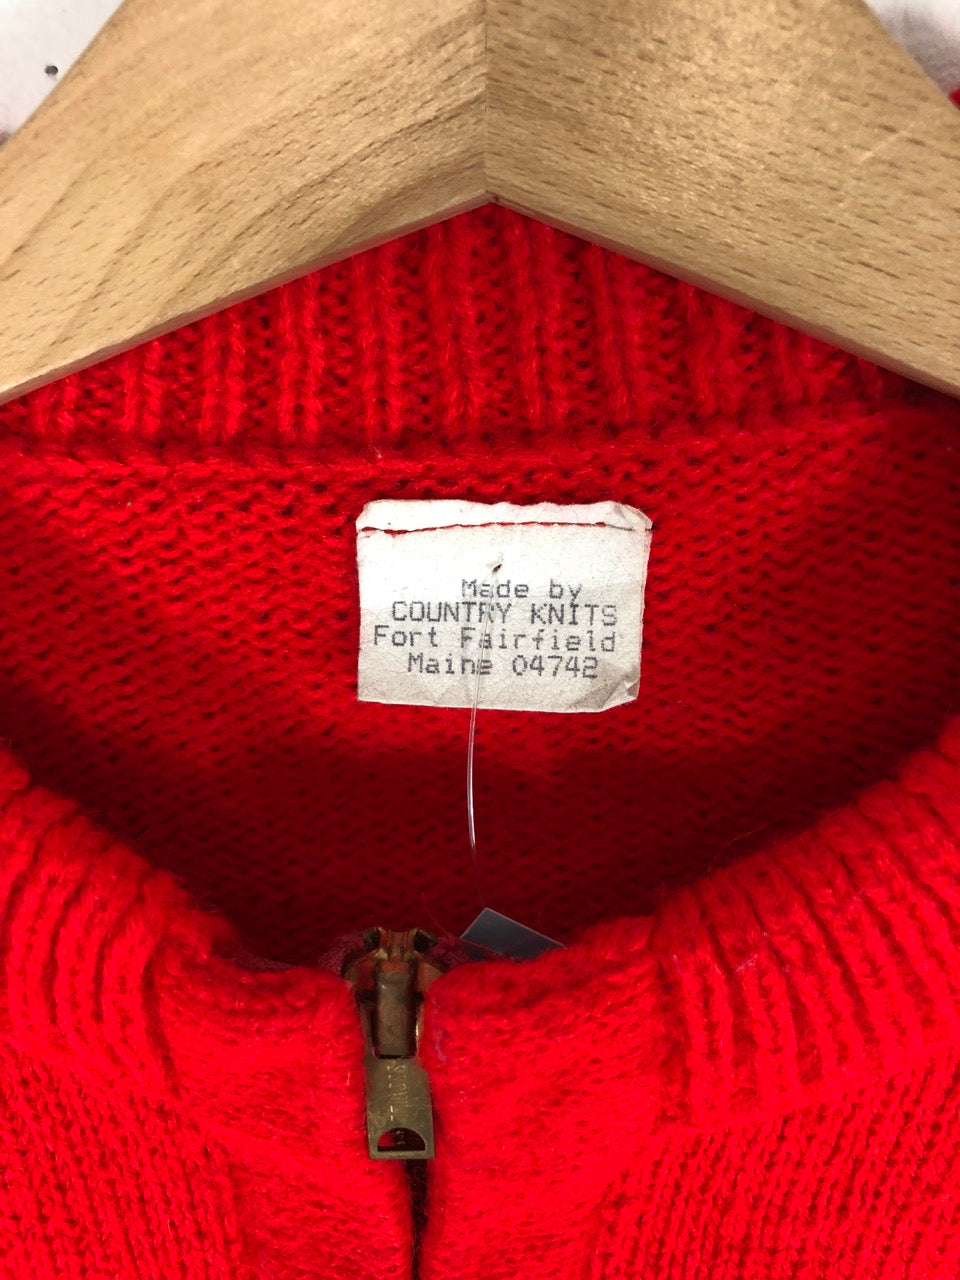 Made by
COUNTRY KNITS
Fort Fairfield
Maine 04742